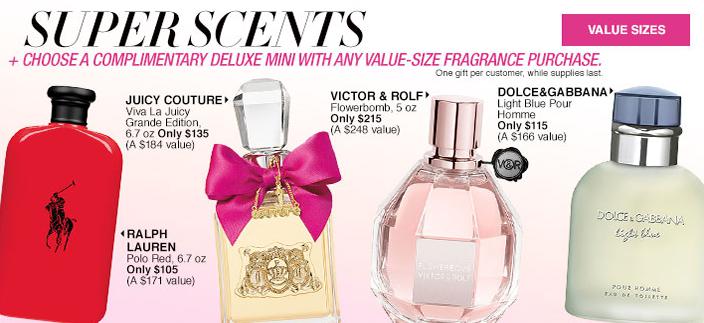 SUPER SCENTS
VALUE SIZES
+ CHOOSE A COMPLIMENTARY DELUXE MINI WITH ANY VALUE-SIZE FRAGRANCE PURCHASE.
One gift per customer, while supplies last.
JUICY COUTURE
Viva La Juicy
Grande Edition,
6.7 oz Only $135
(A $184 value)
VICTOR & ROLF
Flowerbomb, 5 oz
Only $215
(A $248 value)
DOLCE&GABBANA
Light Blue Pour
Homme
Only $115
(A $166 value)
RALPH
LAUREN
Polo Red, 6.7 oz
Only $105
(A $171 value)
V&R
FLOWERBOMB
VIKTOR&ROLF
DOLCE & GABBANA
light blue
POUR HOMME
EAU DE TOILETTE